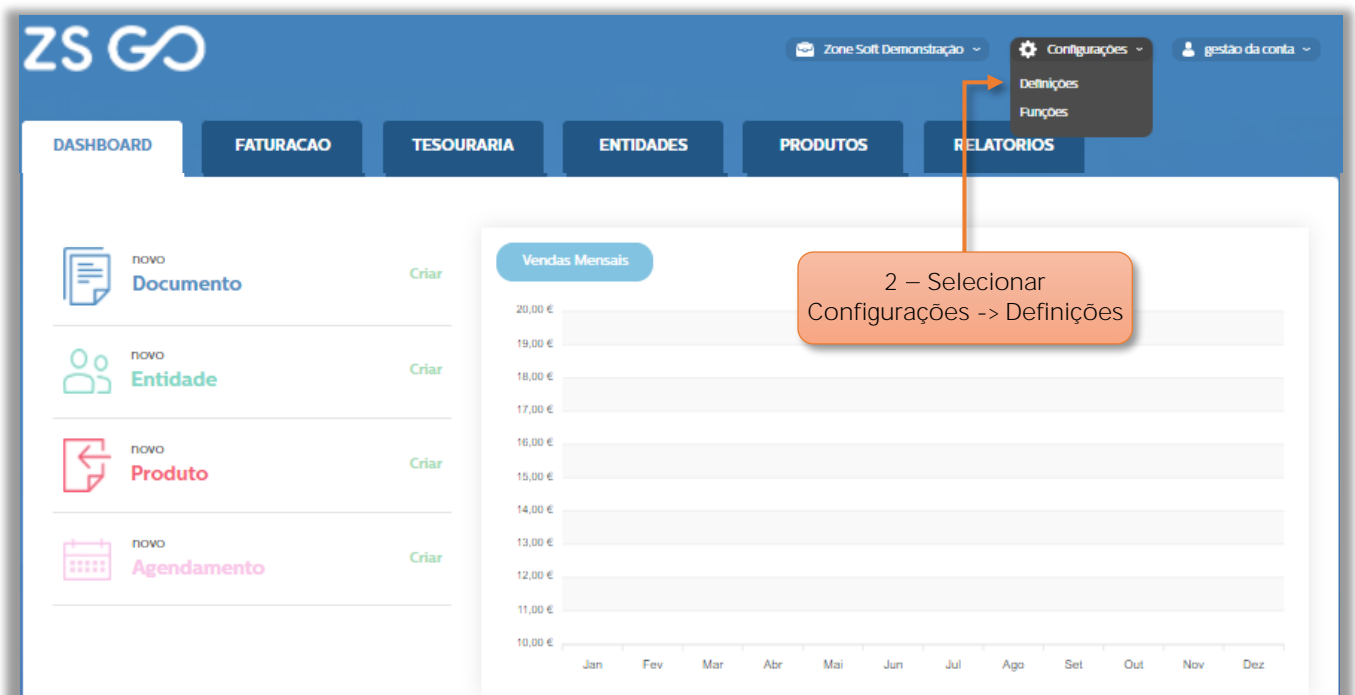 ZS GO
Zone Soft Demonstração
Configurações
gestão da conta
Definições
Funções
DASHBOARD
FATURACAO
TESOURARIA
ENTIDADES
PRODUTOS
RELATORIOS
novo
Documento
Criar
novo
Entidade
Criar
novo
Produto
Criar
novo
Agendamento
Criar
Vendas Mensais
2 – Selecionar
Configurações -> Definições
20,00 €
19,00 €
18,00 €
17,00 €
16,00 €
15,00 €
14,00 €
13,00 €
12,00 €
11,00 €
10,00 €
Jan Fev Mar Abr Mai Jun Jul Ago Set Out Nov Dez